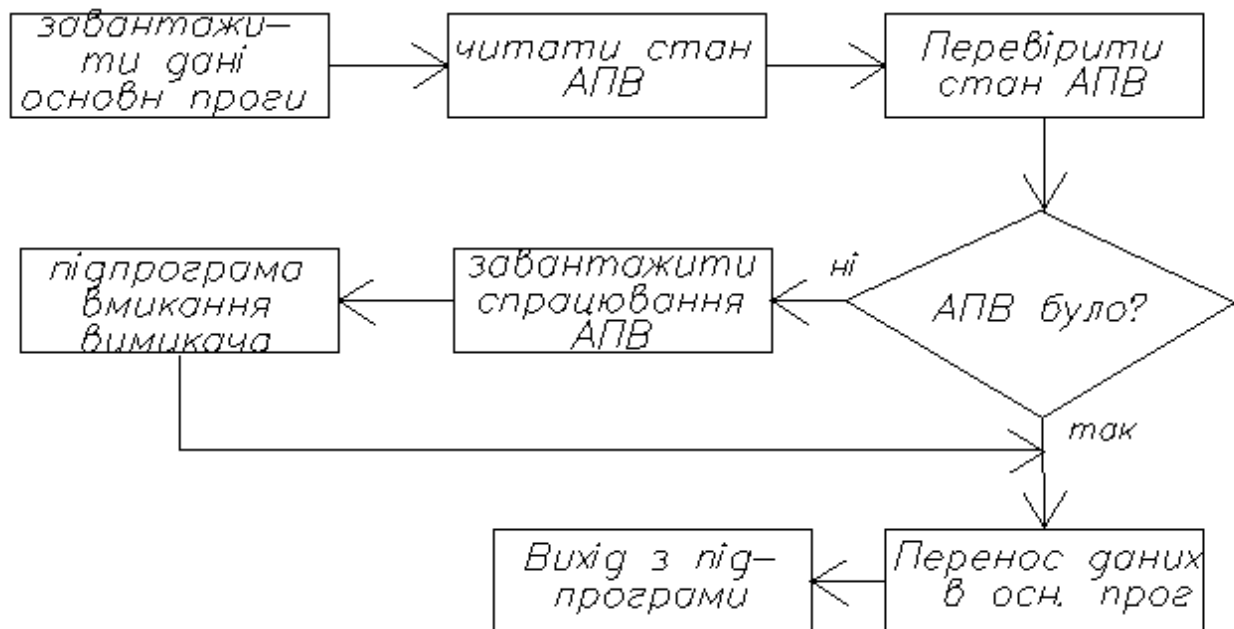 завантажи-
ти дані
основн проги
читати стан
АПВ
Перевірити
стан АПВ
АПВ було?
ні
так
завантажити
спрацювання
АПВ
підпрограма
вмикання
вимикача
Перенос даних
в осн. прог
Вихід з під-
програми